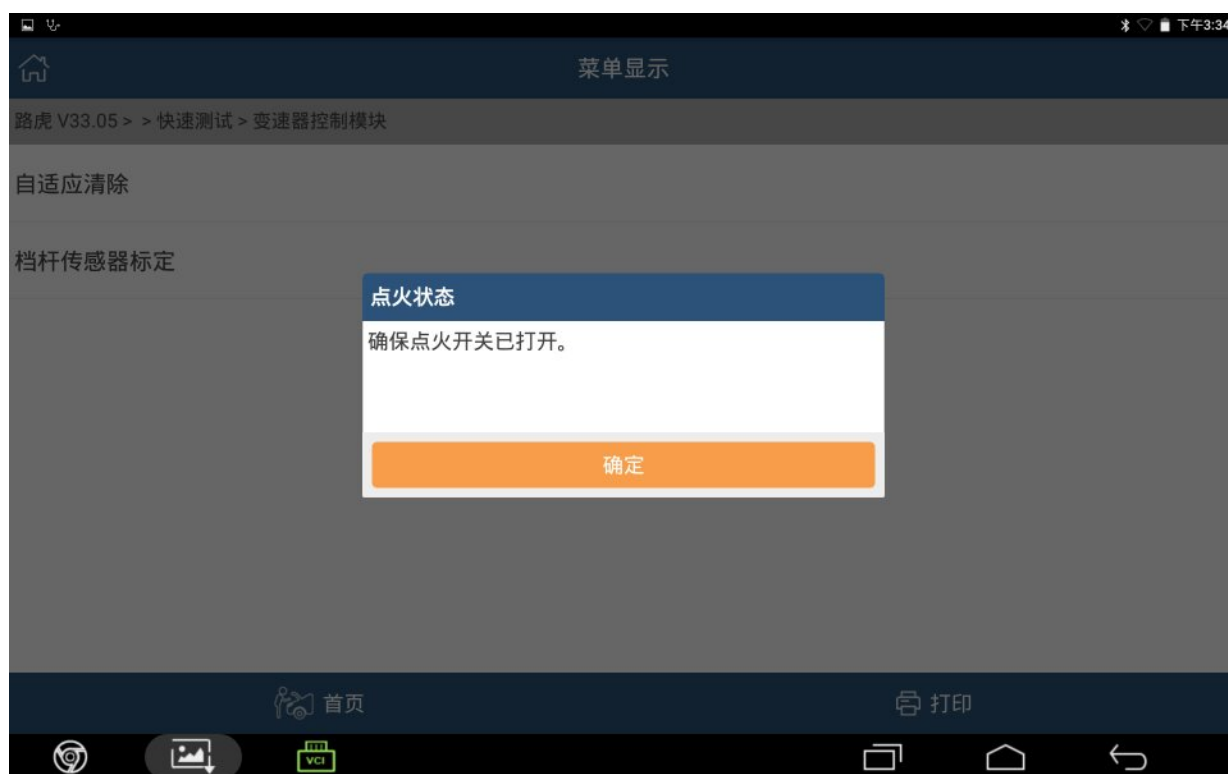 下午3:34
菜单显示
路虎 V33.05 > > 快速测试 > 变速器控制模块
自适应清除
档杆传感器标定
点火状态
确保点火开关已打开。
确定
首页
打印
VCI